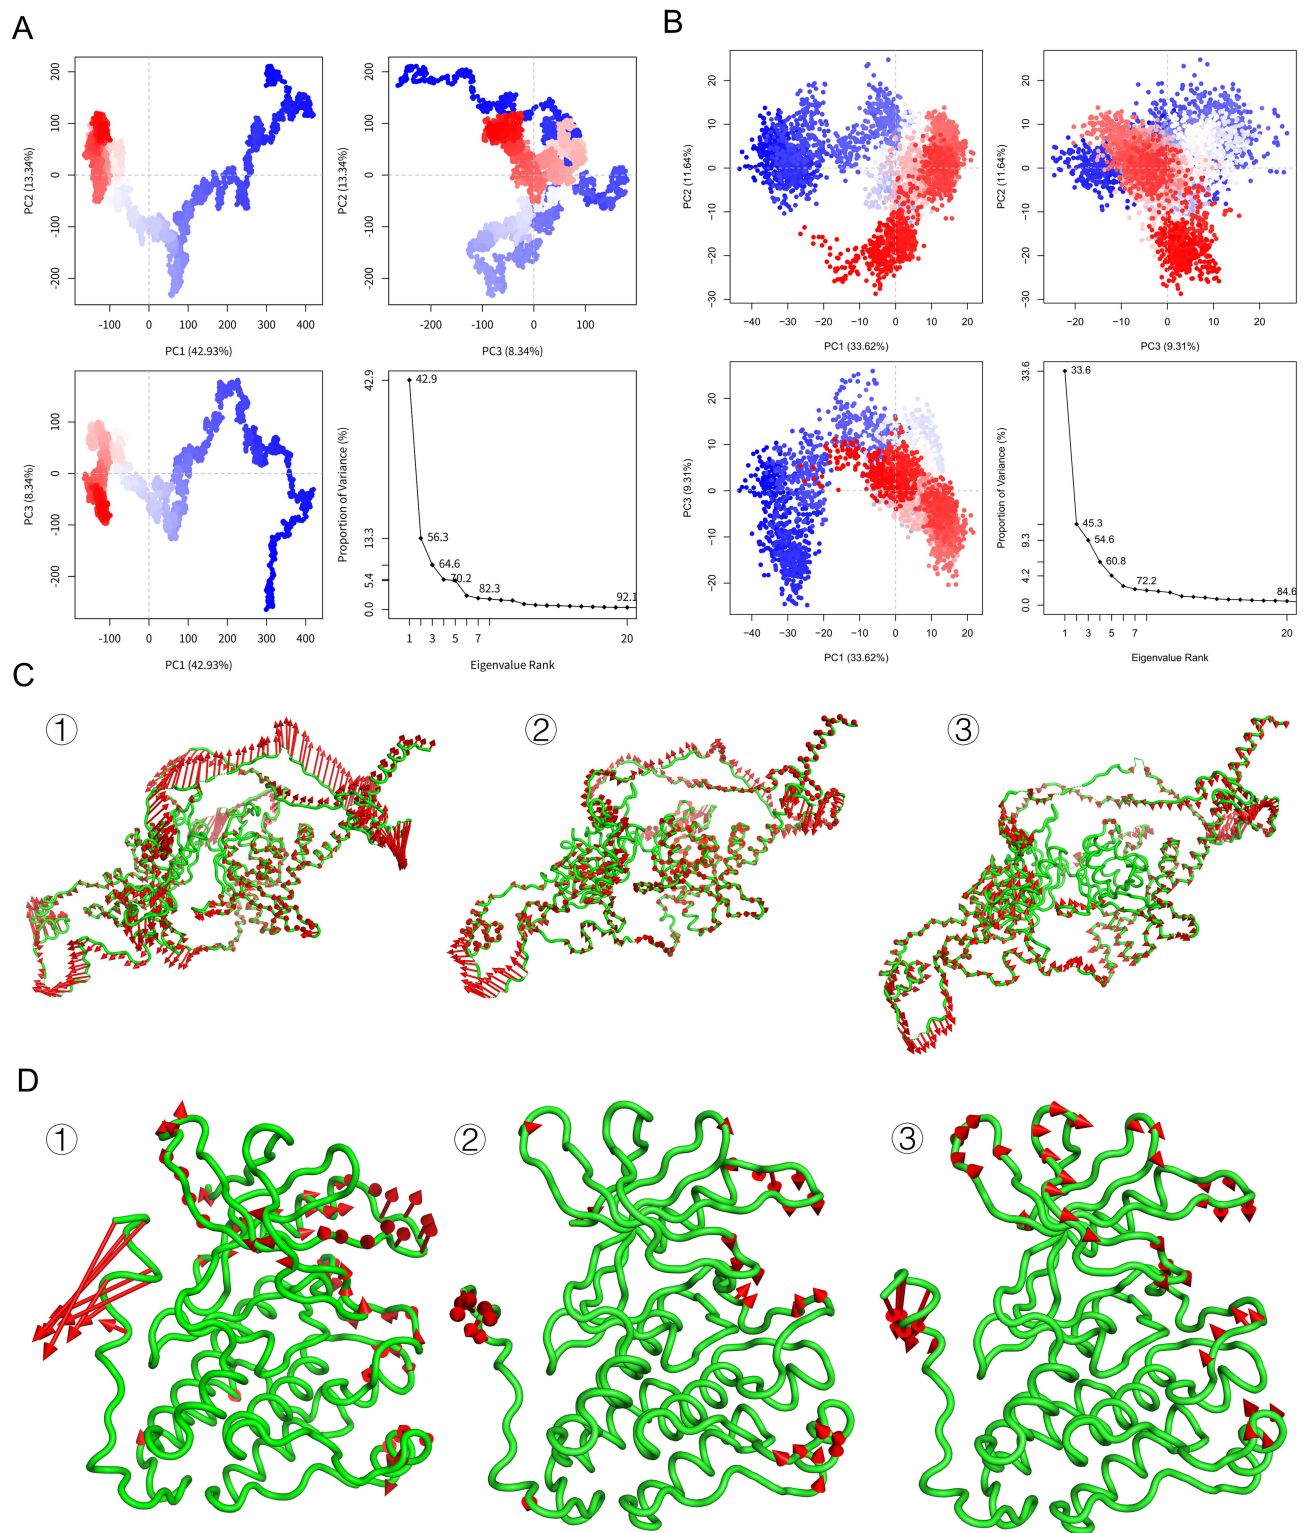 A
B
200
100
0
-100
-200
PC2 (13.34%)
-100 0 100 200 300 400
PC1 (42.93%)
200
100
0
-100
-200
PC2 (13.34%)
-200 -100 0 100
PC3 (8.34%)
20
10
0
−10
−20
−30
PC2 (11.64%)
−40 −30 −20 −10 0 10 20
PC1 (33.62%)
20
10
0
−10
−20
−30
PC2 (11.64%)
−20 −10 0 10 20
PC3 (9.31%)
100
0
-100
-200
PC3 (8.34%)
-100 0 100 200 300 400
PC1 (42.93%)
42.9
13.3
5.4
0.0
Proportion of Variance (%)
42.9
56.3
64.6
70.2
82.3
92.1
1 3 5 7 20
Eigenvalue Rank
20
10
0
−10
−20
PC3 (9.31%)
−40 −30 −20 −10 0 10 20
PC1 (33.62%)
33.6
9.3
4.2
0.0
Proportion of Variance (%)
33.6
45.3
54.6
60.8
72.2
84.6
1 3 5 7 20
Eigenvalue Rank
C
① ② ③
D
① ② ③